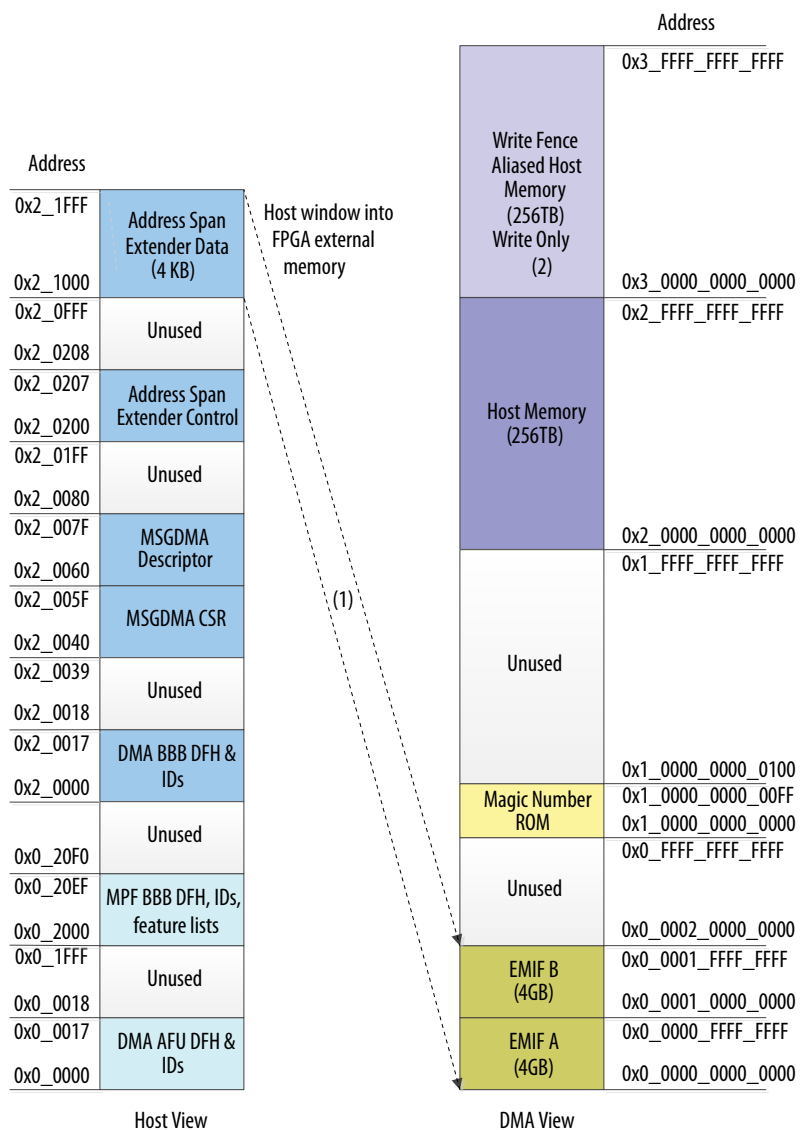 Address
0x3_FFFF_FFFF_FFFF
Write Fence
Aliased Host
Memory
(256TB)
Write Only
(2)
0x3_0000_0000_0000
0x2_FFFF_FFFF_FFFF
Host Memory
(256TB)
0x2_0000_0000_0000
0x1_FFFF_FFFF_FFFF
Unused
0x1_0000_0000_0100
Magic Number
ROM
0x1_0000_0000_00FF
0x1_0000_0000_0000
0x0_FFFF_FFFF_FFFF
Unused
0x0_0002_0000_0000
EMIF B
(4GB)
0x0_0001_FFFF_FFFF
0x0_0001_0000_0000
EMIF A
(4GB)
0x0_0000_FFFF_FFFF
0x0_0000_0000_0000
DMA View
Address
0x2_1FFF
Address Span
Extender Data
(4 KB)
0x2_1000
Host window into
FPGA external
memory
0x2_0FFF
Unused
0x2_0208
0x2_0207
Address Span
Extender Control
0x2_0200
0x2_01FF
Unused
0x2_0080
0x2_007F
MSGDMA
Descriptor
0x2_0060
0x2_005F
MSGDMA CSR
0x2_0040
(1)
0x2_0039
Unused
0x2_0018
0x2_0017
DMA BBB DFH &
IDs
0x2_0000
Unused
0x0_20F0
0x0_20EF
MPF BBB DFH, IDs,
feature lists
0x0_2000
0x0_1FFF
Unused
0x0_0018
0x0_0017
DMA AFU DFH &
IDs
0x0_0000
Host View